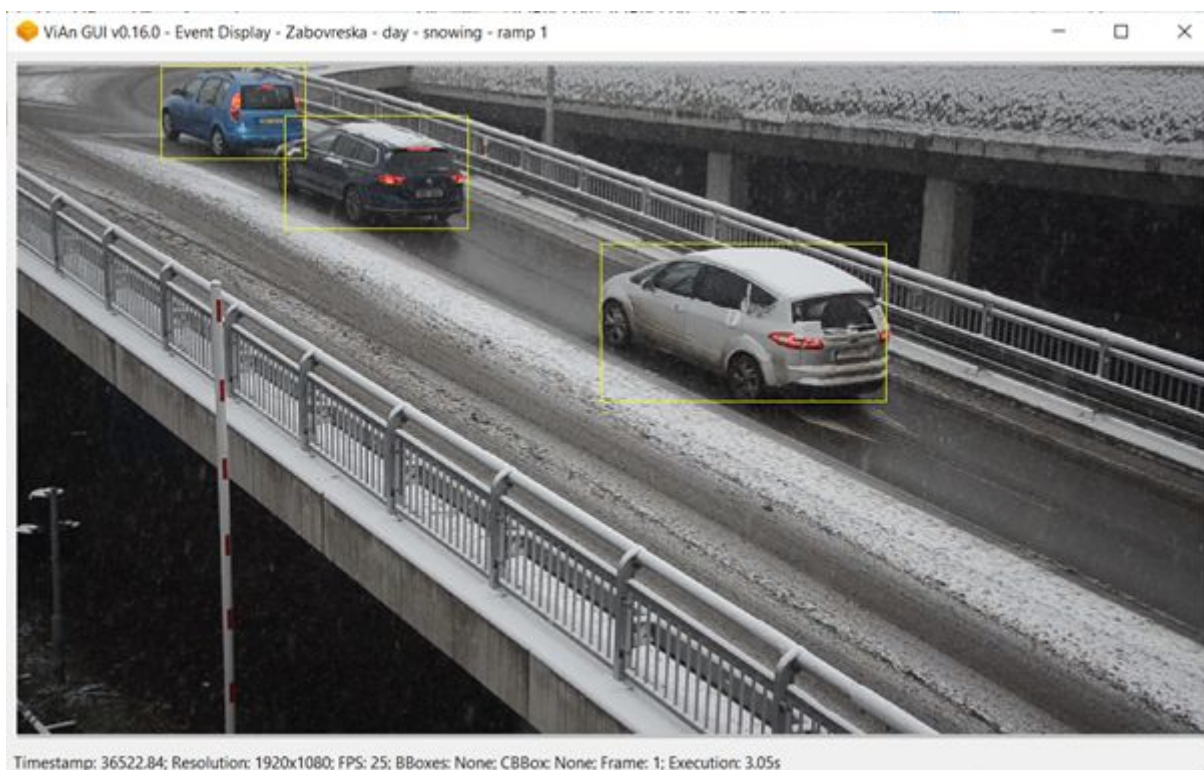 ViAn GUI v0.16.0 - Event Display - Zabovreska - day - snowing - ramp 1
Timestamp: 36522.84; Resolution: 1920x1080; FPS: 25; BBoxes: None; CBBox: None; Frame: 1; Execution: 3.05s